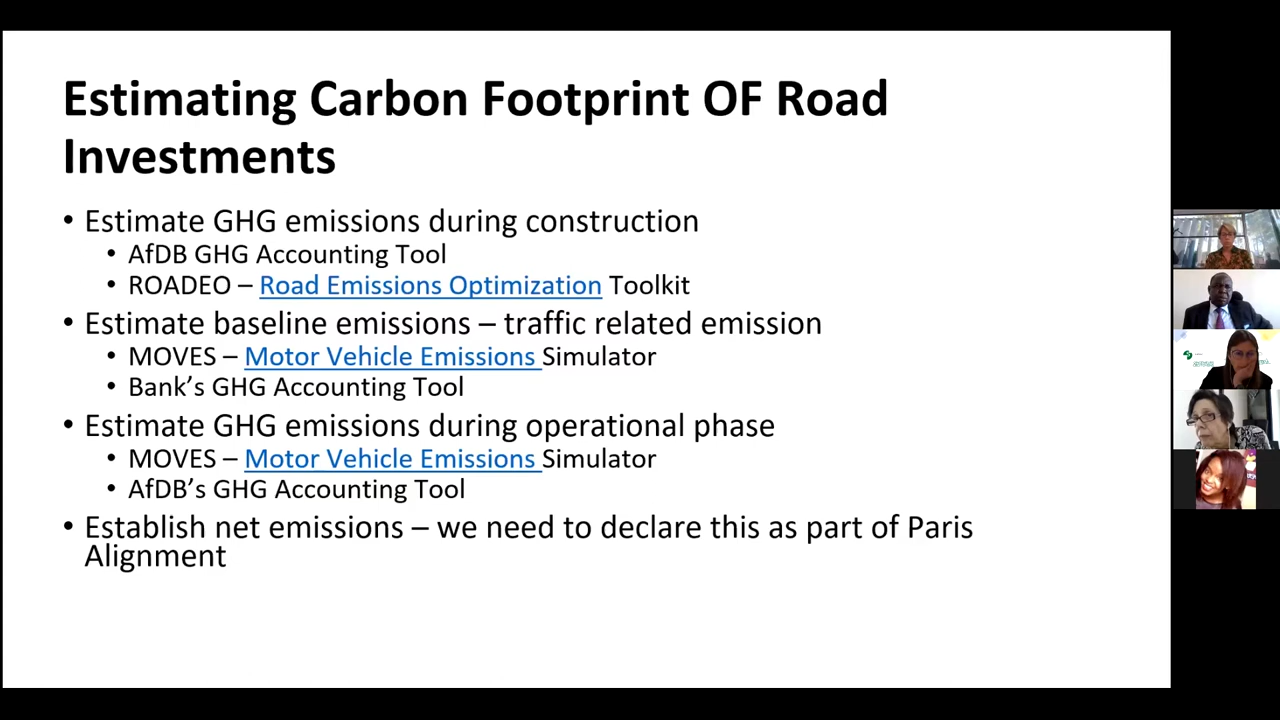 Estimating Carbon Footprint OF Road
Investments
• Estimate GHG emissions during construction
• AfDB GHG Accounting Tool
• ROADEO – Road Emissions Optimization Toolkit
• Estimate baseline emissions – traffic related emission
• MOVES – Motor Vehicle Emissions Simulator
• Bank’s GHG Accounting Tool
• Estimate GHG emissions during operational phase
• MOVES – Motor Vehicle Emissions Simulator
• AfDB’s GHG Accounting Tool
• Establish net emissions – we need to declare this as part of Paris
Alignment